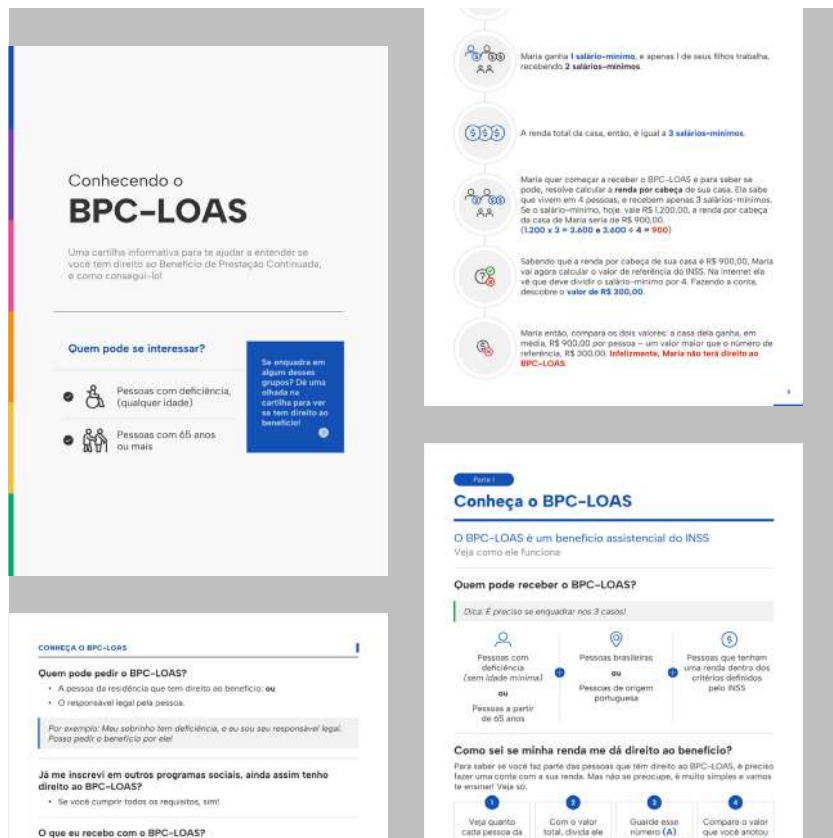 Conhecendo o
BPC-LOAS
Uma cartilha informativa para te ajudar a entender se
você tem direito ao Benefício de Prestação Continuada,
e como conseguí-lo!
Quem pode se interessar?
Pessoas com deficiência,
(qualquer idade)
Pessoas com 65 anos
ou mais
Se enquadra em
algum desses
grupos? Dê uma
olhada na
cartilha para ver
se tem direito ao
benefício!
CONHEÇA O BPC-LOAS
Quem pode pedir o BPC-LOAS?
• A pessoa da residência que tem direito ao benefício; ou
• O responsável legal pela pessoa.
Por exemplo: Meu sobrinho tem deficiência, e eu sou seu responsável legal.
Posso pedir o benefício por ele!
Já me inscrevi em outros programas sociais, ainda assim tenho
direito ao BPC-LOAS?
• Se você cumprir todos os requisitos, sim!
O que eu recebo com o BPC-LOAS?
Maria ganha 1 salário-mínimo, e apenas 1 de seus filhos trabalha,
recebendo 2 salários-mínimos.
A renda total da casa, então, é igual a 3 salários-mínimos.
Maria quer começar a receber o BPC-LOAS e para saber se
pode, resolve calcular a renda por cabeça de sua casa. Ela sabe
que vivem em 4 pessoas, e recebem apenas 3 salários-mínimos.
Se o salário-mínimo, hoje, vale R$ 1.200,00, a renda por cabeça
da casa de Maria seria de R$ 900,00.
(1.200 x 3 = 3.600 e 3.600 ÷ 4 = 900)
Sabendo que a renda por cabeça de sua casa é R$ 900,00, Maria
vai agora calcular o valor de referência do INSS. Na internet ela
vê que deve dividir o salário-mínimo por 4. Fazendo a conta,
descobre o valor de R$ 300,00.
Maria então, compara os dois valores: a casa dela ganha, em
média, R$ 900,00 por pessoa – um valor maior que o número de
referência, R$ 300,00. Infelizmente, Maria não terá direito ao
BPC-LOAS.
Parte 1
Conheça o BPC-LOAS
O BPC-LOAS é um benefício assistencial do INSS
Veja como ele funciona
Quem pode receber o BPC-LOAS?
Dica: É preciso se enquadrar nos 3 casos!
Pessoas com
deficiência
(sem idade mínima)
ou
Pessoas a partir
de 65 anos
Pessoas brasileiras
ou
Pessoas de origem
portuguesa
Pessoas que tenham
uma renda dentro dos
critérios definidos
pelo INSS
Como sei se minha renda me dá direito ao benefício?
Para saber se você faz parte das pessoas que têm direito ao BPC-LOAS, é preciso
fazer uma conta com a sua renda. Mas não se preocupe, é muito simples e vamos
te ensinar! Veja só:
1
Veja quanto
cada pessoa da
2
Com o valor
total, divida ele
3
Guarde esse
número (A).
4
Compare o valor
que você anotou